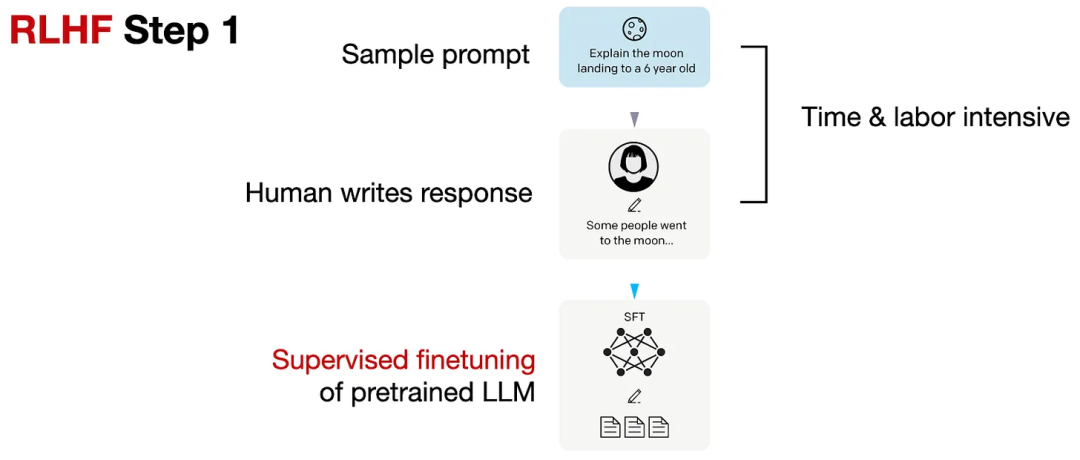 RLHF Step 1
Sample prompt
Explain the moon
landing to a 6 year old
Time & labor intensive
Human writes response
Some people went
to the moon...
SFT
Supervised finetuning
of pretrained LLM